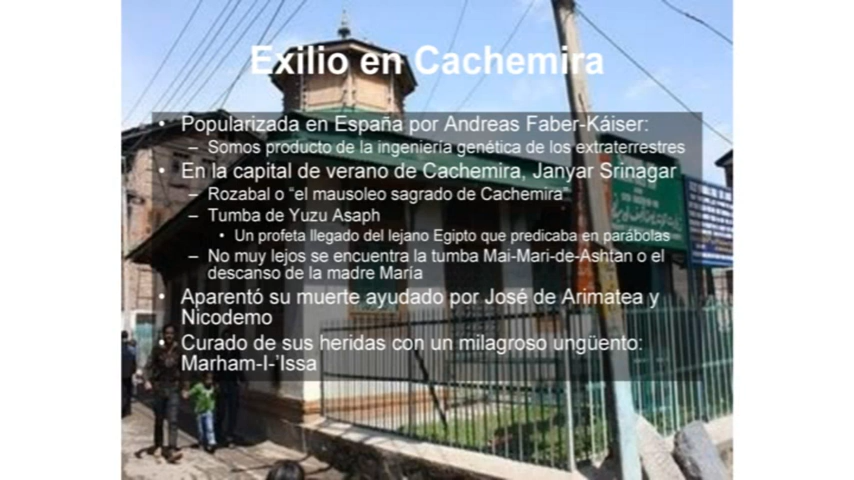 Exilio en Cachemira
• Popularizada en España por Andreas Faber-Káiser:
– Somos producto de la ingeniería genética de los extraterrestres
• En la capital de verano de Cachemira, Janyar Srinagar
– Rozabal o “el mausoleo sagrado de Cachemira”
– Tumba de Yuzu Asaph
• Un profeta llegado del lejano Egipto que predicaba en parábolas
– No muy lejos se encuentra la tumba Mai-Mari-de-Ashtan o el
descanso de la madre María
• Aparentó su muerte ayudado por José de Arimatea y
Nicodemo
• Curado de sus heridas con un milagroso ungüento:
Marham-I-’Issa